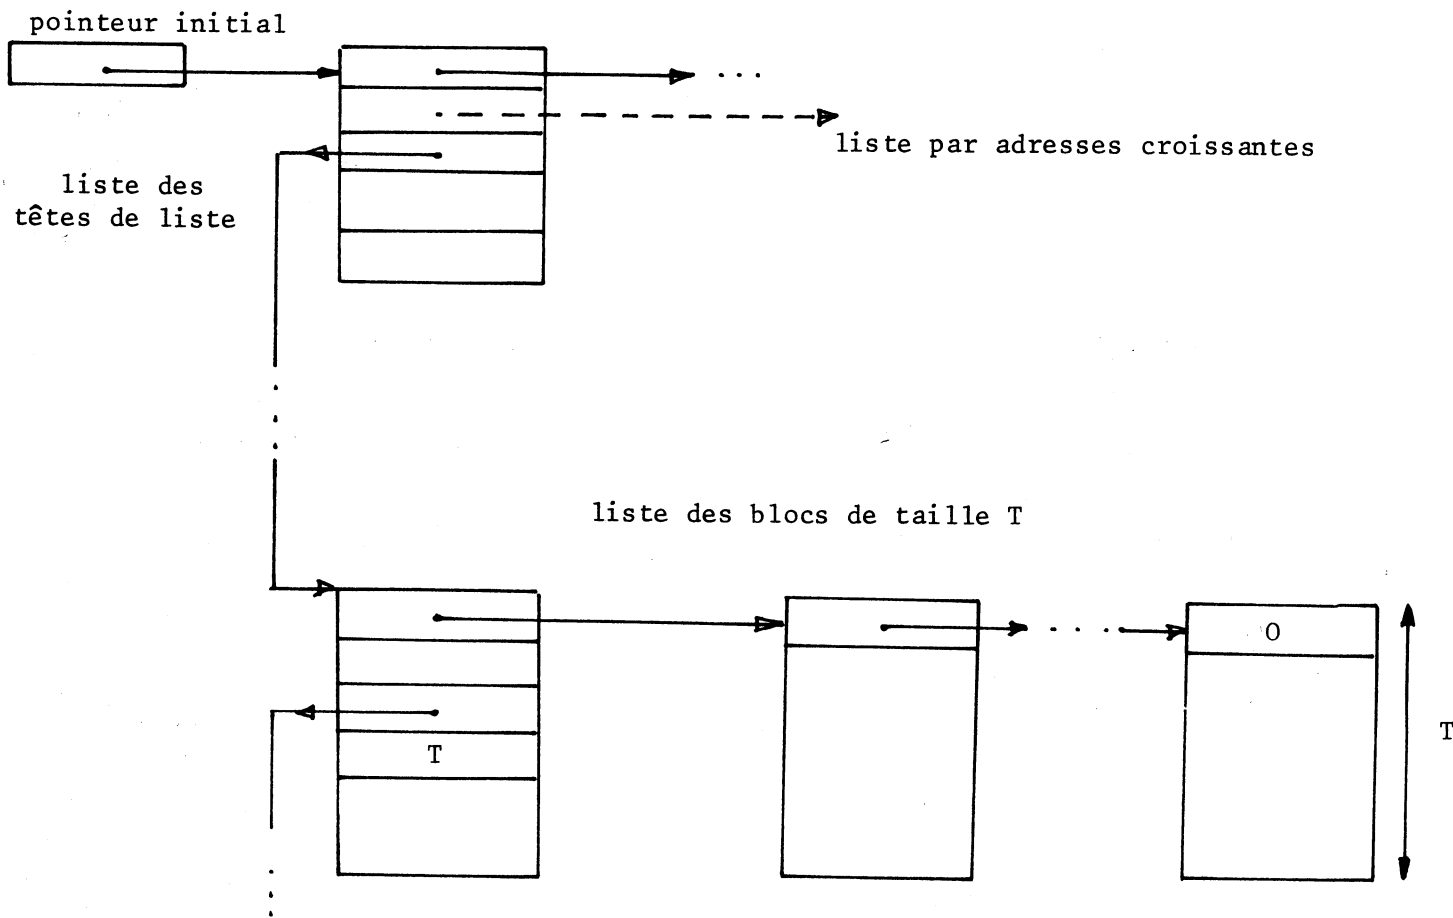 pointeur initial
...
liste par adresses croissantes
liste des
têtes de liste
liste des blocs de taille T
0
T
T